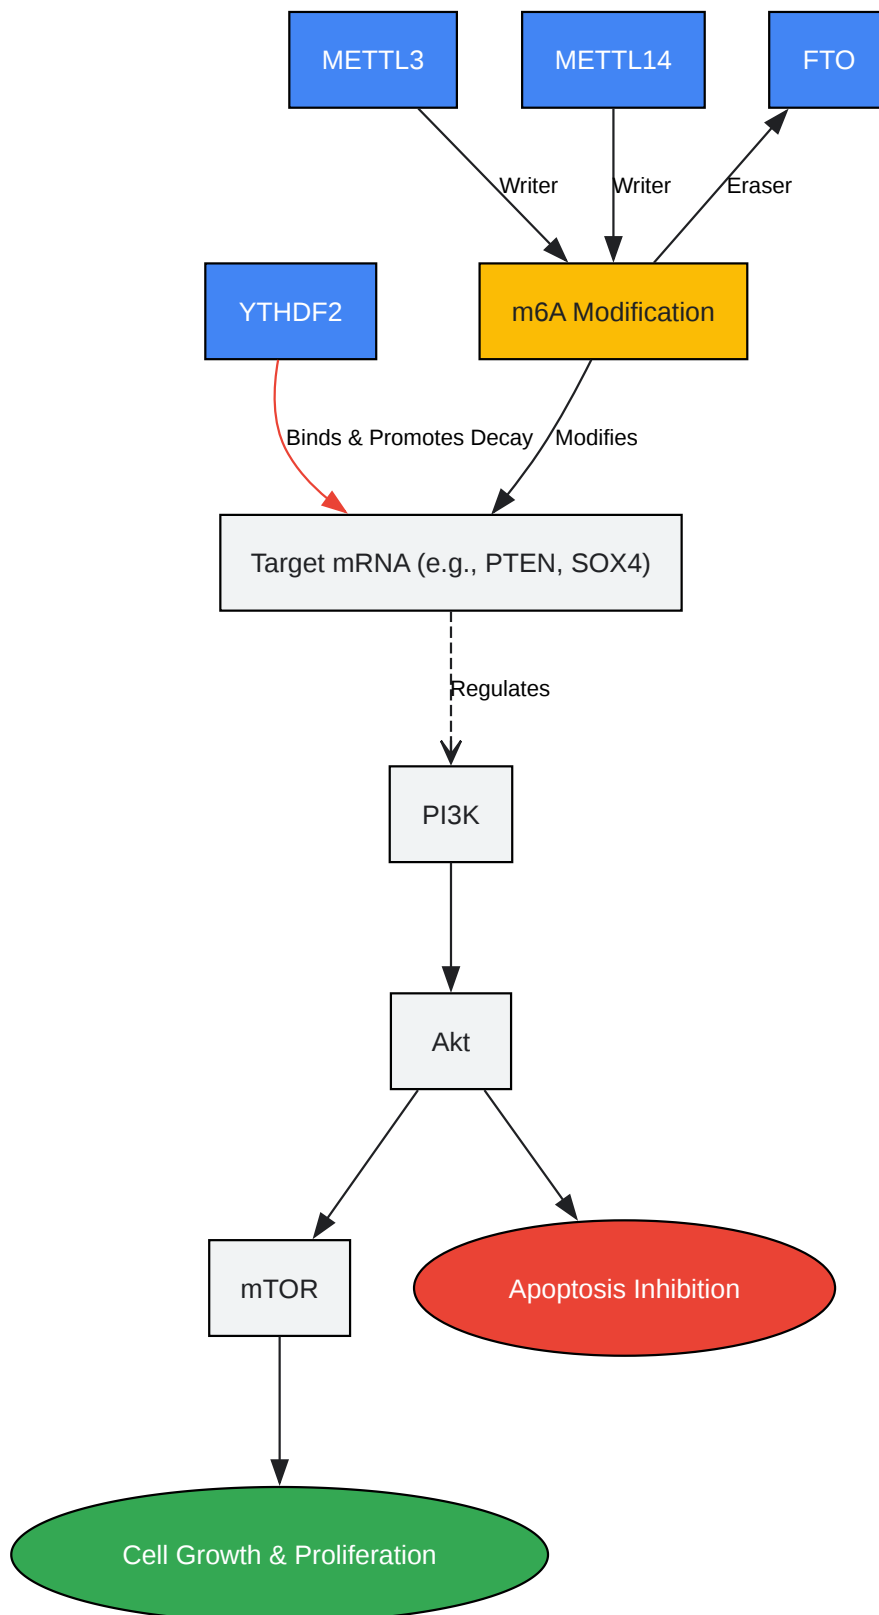 METTL3
METTL14
FTO
Writer
Writer
Eraser
YTHDF2
m6A Modification
Binds & Promotes Decay
Modifies
Target mRNA (e.g., PTEN, SOX4)
Regulates
PI3K
Akt
mTOR
Apoptosis Inhibition
Cell Growth & Proliferation